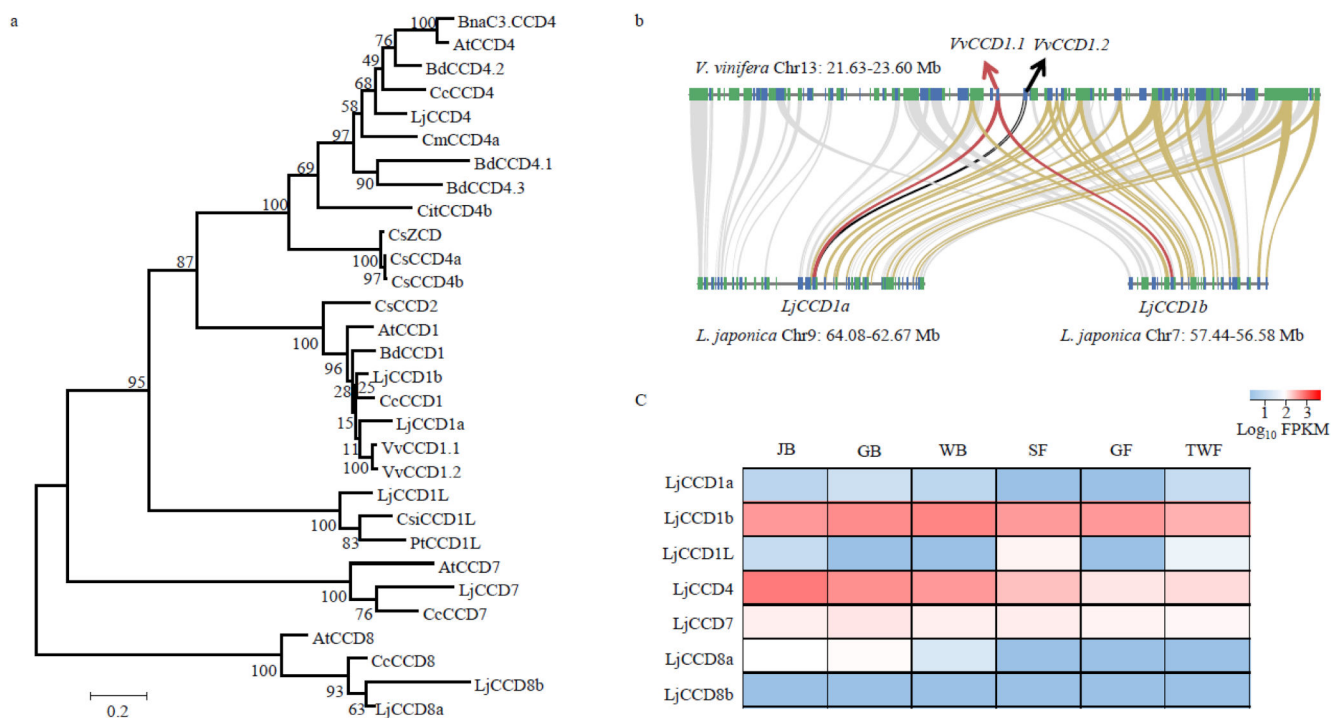 a
BnaC3.CCD4
100
AtCCD4
76
BdCCD4.2
49
CcCCD4
68
LjCCD4
58
CmCCD4a
97
BdCCD4.1
69
90
BdCCD4.3
CitCCD4b
100
CsZCD
CsCCD4a
100
CsCCD4b
97
87
CsCCD2
AtCCD1
100
BdCCD1
96
LjCCD1b
28
25
CcCCD1
95
LjCCD1a
15
VvCCD1.1
11
VvCCD1.2
100
LjCCD1L
CsiCCD1L
100
PtCCD1L
83
AtCCD7
LjCCD7
100
CcCCD7
76
AtCCD8
CcCCD8
100
LjCCD8b
93
LjCCD8a
63
0.2
b
VvCCD1.1 VvCCD1.2
V. vinifera Chr13: 21.63-23.60 Mb
LjCCD1a LjCCD1b
L. japonica Chr9: 64.08-62.67 Mb L. japonica Chr7: 57.44-56.58 Mb
C
1 2 3
Log10 FPKM
JB GB WB SF GF TWF
LjCCD1a
LjCCD1b
LjCCD1L
LjCCD4
LjCCD7
LjCCD8a
LjCCD8b